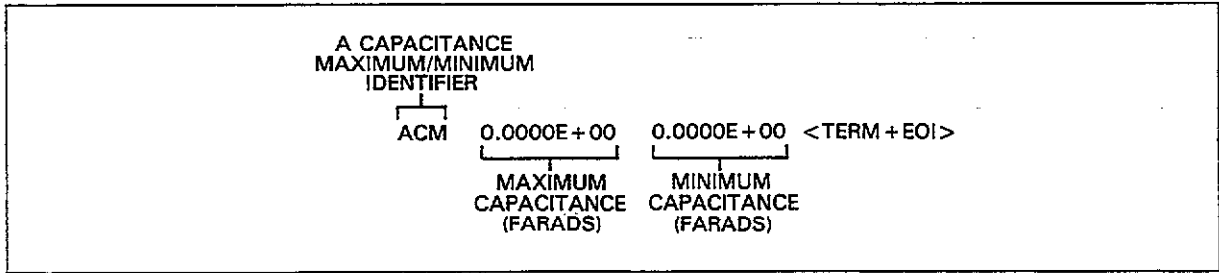 A CAPACITANCE
MAXIMUM/MINIMUM
IDENTIFIER
ACM 0.0000E+00 0.0000E+00 <TERM+EOI>
MAXIMUM
CAPACITANCE
(FARADS)
MINIMUM
CAPACITANCE
(FARADS)